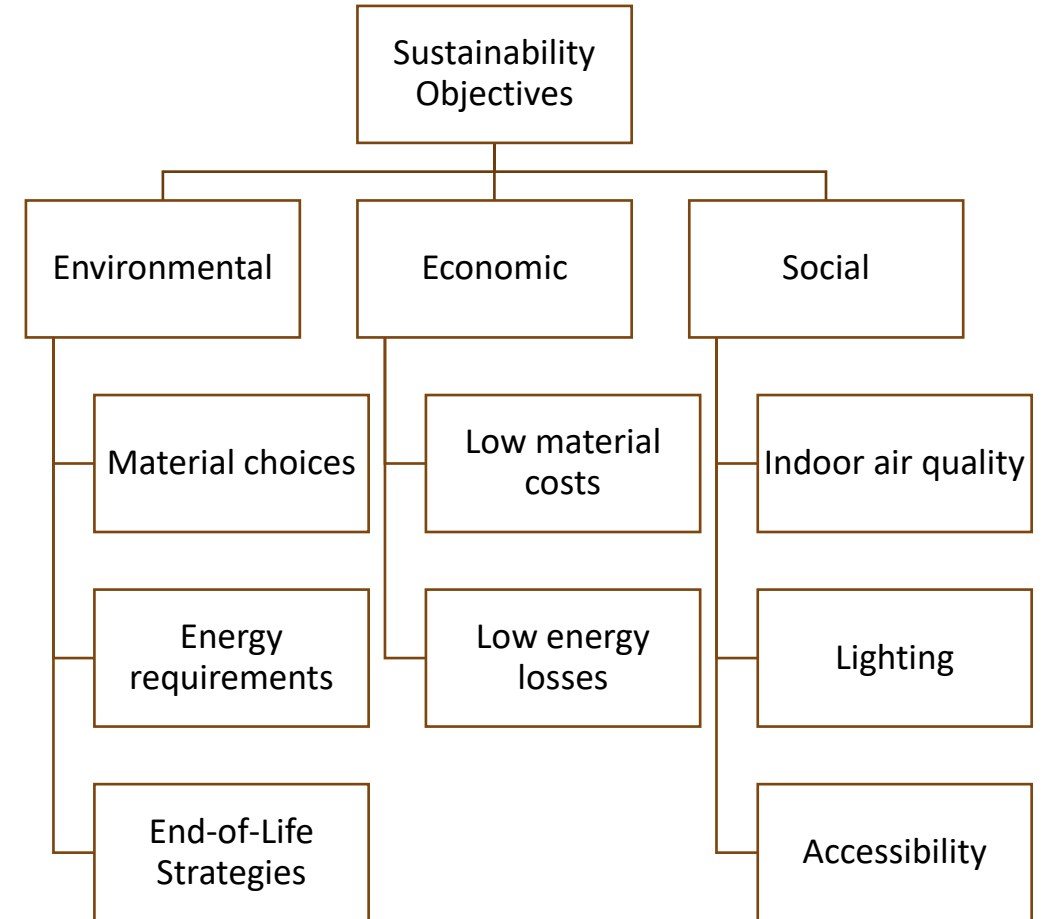 Sustainability
Objectives
Environmental
Economic
Social
Material choices
Low material
costs
Indoor air quality
Energy
requirements
Low energy
losses
Lighting
End-of-Life
Strategies
Accessibility